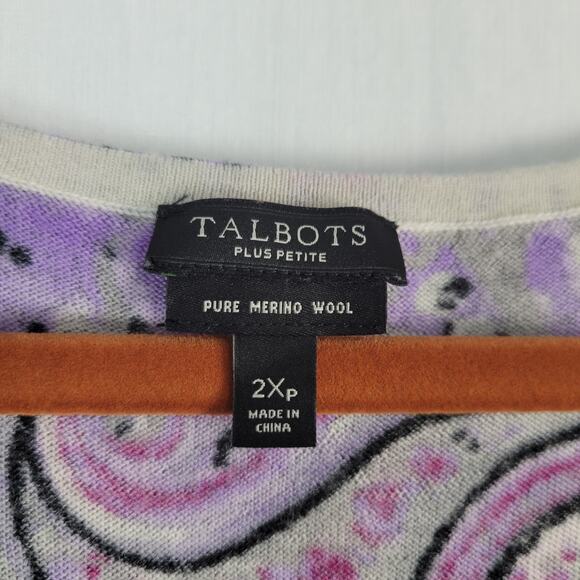 TALBOTS
PLUS PETITE
PURE MERINO WOOL
2XP
MADE IN
CHINA